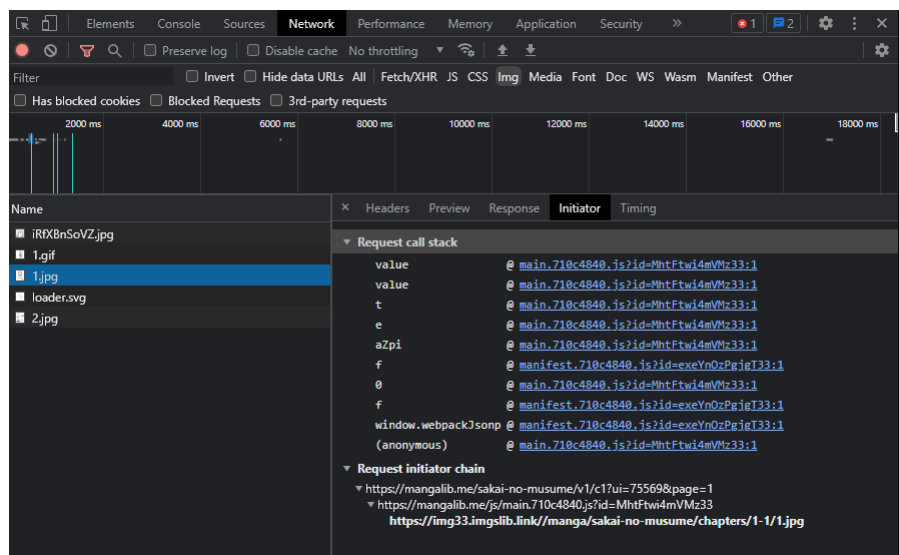 Elements Console Sources Network Performance Memory Application Security » 1 2
Preserve log Disable cache No throttling
Filter Invert Hide data URLs All Fetch/XHR JS CSS Img Media Font Doc WS Wasm Manifest Other
Has blocked cookies Blocked Requests 3rd-party requests
2000 ms 4000 ms 6000 ms 8000 ms 10000 ms 12000 ms 14000 ms 16000 ms 18000 ms
Name
iRfXBnSoVZ.jpg
1.gif
1.jpg
loader.svg
2.jpg
× Headers Preview Response Initiator Timing
Request call stack
value @ main.710c4840.js?id=MhtFtwi4mVMz33:1
value @ main.710c4840.js?id=MhtFtwi4mVMz33:1
t @ main.710c4840.js?id=MhtFtwi4mVMz33:1
e @ main.710c4840.js?id=MhtFtwi4mVMz33:1
aZpi @ main.710c4840.js?id=MhtFtwi4mVMz33:1
f @ manifest.710c4840.js?id=exeYnOzPgjgT33:1
0 @ main.710c4840.js?id=MhtFtwi4mVMz33:1
f @ manifest.710c4840.js?id=exeYnOzPgjgT33:1
window.webpackJsonp @ manifest.710c4840.js?id=exeYnOzPgjgT33:1
(anonymous) @ main.710c4840.js?id=MhtFtwi4mVMz33:1
Request initiator chain
https://mangalib.me/sakai-no-musume/v1/c1?ui=75569&page=1
https://mangalib.me/js/main.710c4840.js?id=MhtFtwi4mVMz33
https://img33.imgslib.link//manga/sakai-no-musume/chapters/1-1/1.jpg